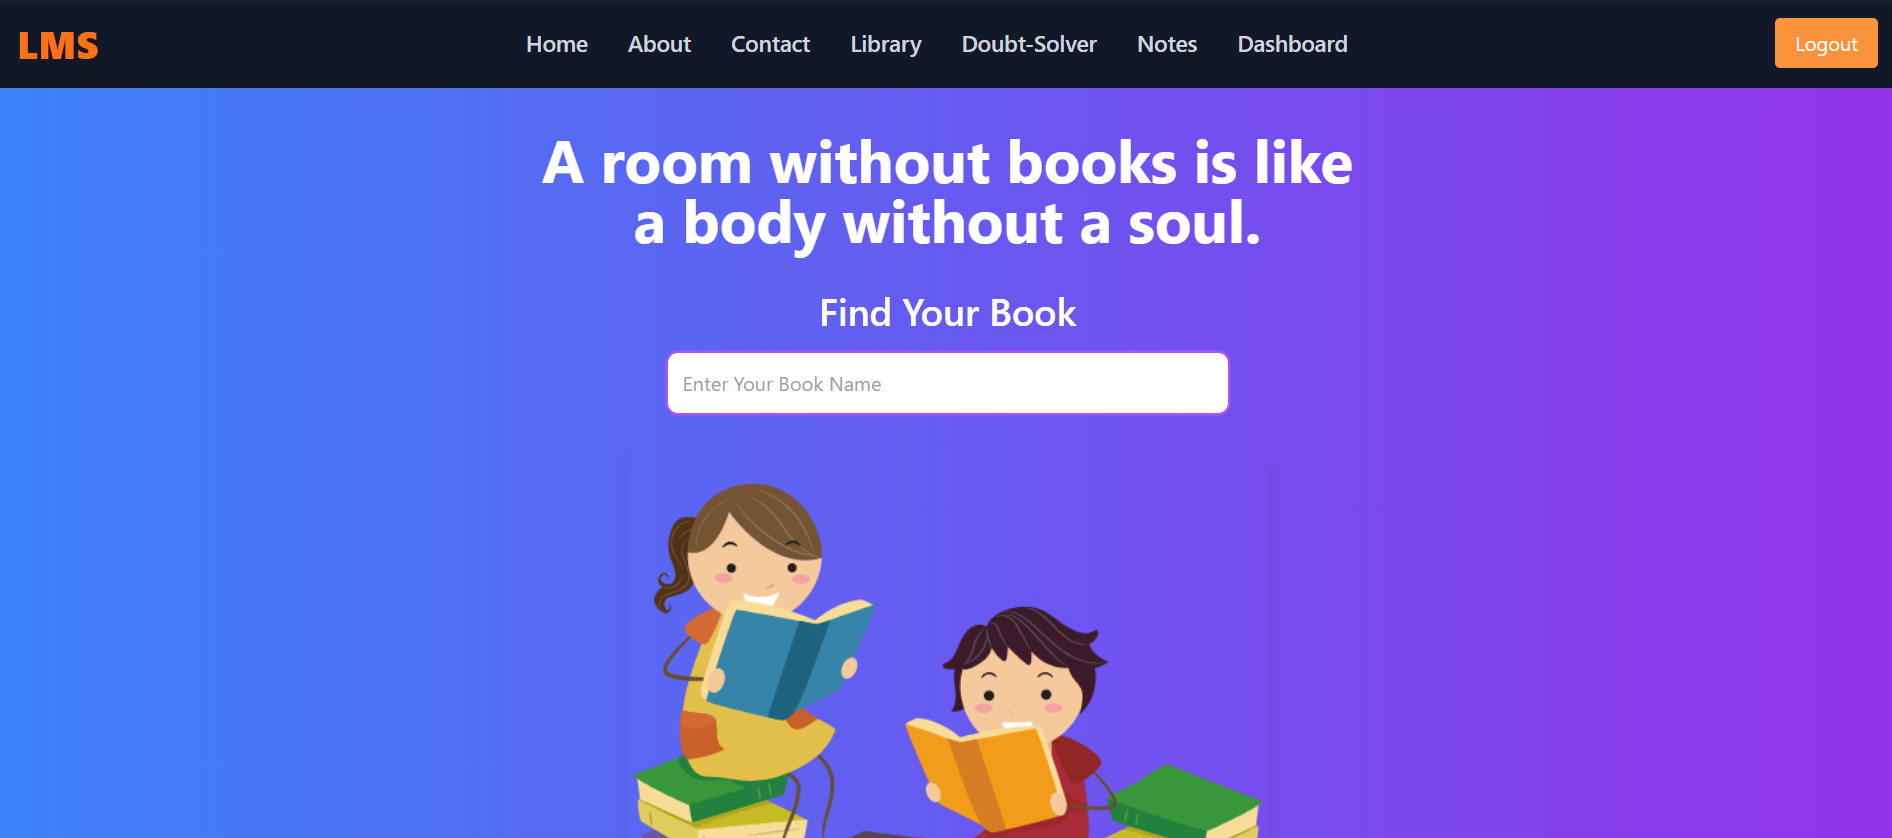 LMS
Home About Contact Library Doubt-Solver Notes Dashboard
Logout
A room without books is like
a body without a soul.
Find Your Book
Enter Your Book Name